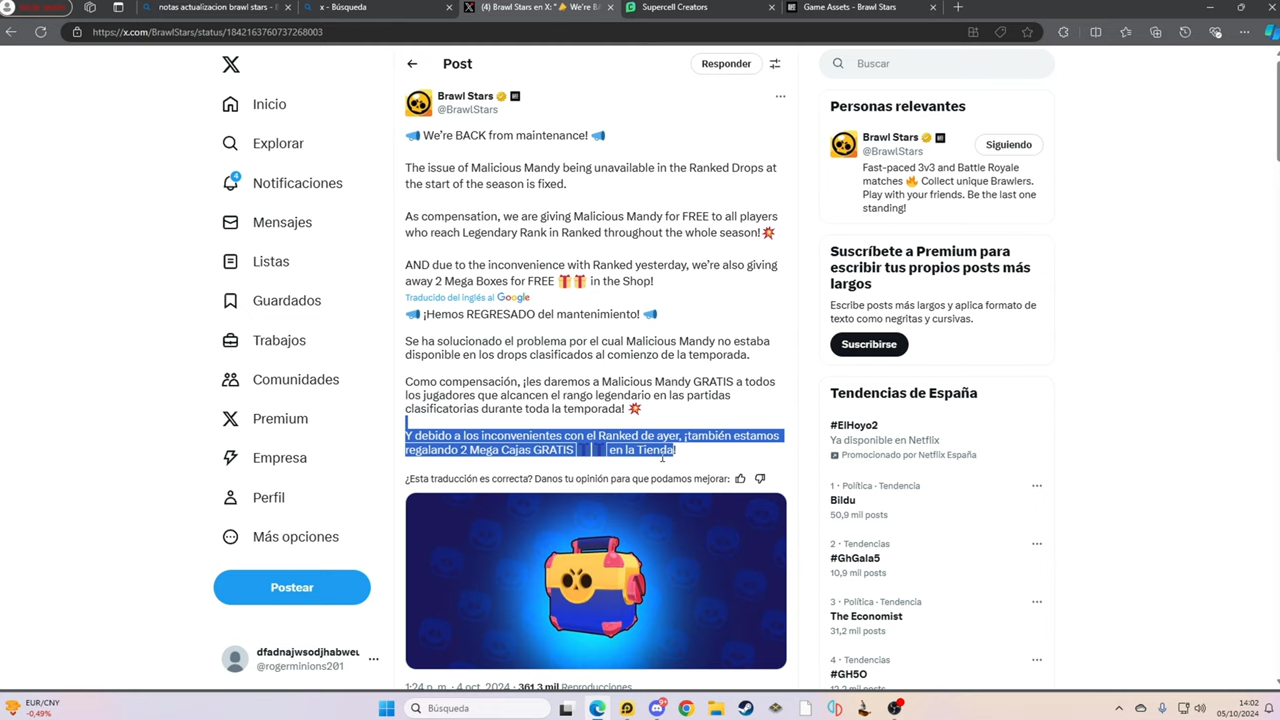 notas actualizacion brawl stars - B
x - Búsqueda
(4) Brawl Stars en X: "📣 We're BA
Supercell Creators
Game Assets - Brawl Stars
https://x.com/BrawlStars/status/1842163760737268003
Inicio
Explorar
4
Notificaciones
Mensajes
Listas
Guardados
Trabajos
Comunidades
Premium
Empresa
Perfil
Más opciones
Postear
dfadnajwsodjhabweu
@rogerminions201
Post
Responder
Brawl Stars
@BrawlStars
📣 We're BACK from maintenance! 📣
The issue of Malicious Mandy being unavailable in the Ranked Drops at
the start of the season is fixed.
As compensation, we are giving Malicious Mandy for FREE to all players
who reach Legendary Rank in Ranked throughout the whole season!💥
AND due to the inconvenience with Ranked yesterday, we're also giving
away 2 Mega Boxes for FREE 🎁🎁 in the Shop!
Traducido del inglés al Google
📣 ¡Hemos REGRESADO del mantenimiento! 📣
Se ha solucionado el problema por el cual Malicious Mandy no estaba
disponible en los drops clasificados al comienzo de la temporada.
Como compensación, ¡les daremos a Malicious Mandy GRATIS a todos
los jugadores que alcancen el rango legendario en las partidas
clasificatorias durante toda la temporada! 💥
Y debido a los inconvenientes con el Ranked de ayer, ¡también estamos
regalando 2 Mega Cajas GRATIS 🎁🎁 en la Tienda!
¿Esta traducción es correcta? Danos tu opinión para que podamos mejorar:
1:24 p. m. · 4 oct. 2024 · 361,3 mil Reproducciones
Buscar
Personas relevantes
Brawl Stars
@BrawlStars
Siguiendo
Fast-paced 3v3 and Battle Royale
matches 🔥 Collect unique Brawlers.
Play with your friends. Be the last one
standing!
Suscríbete a Premium para
escribir tus propios posts más
largos
Escribe posts más largos y aplica formato de
texto como negritas y cursivas.
Suscribirse
Tendencias de España
#ElHoyo2
Ya disponible en Netflix
Promocionado por Netflix España
1 · Política · Tendencia
Bildu
50,9 mil posts
2 · Tendencias
#GhGala5
10,9 mil posts
3 · Política · Tendencia
The Economist
31,2 mil posts
4 · Tendencias
#GH5O
EUR/CNY
-0,49%
Búsqueda
14:02
05/10/2024